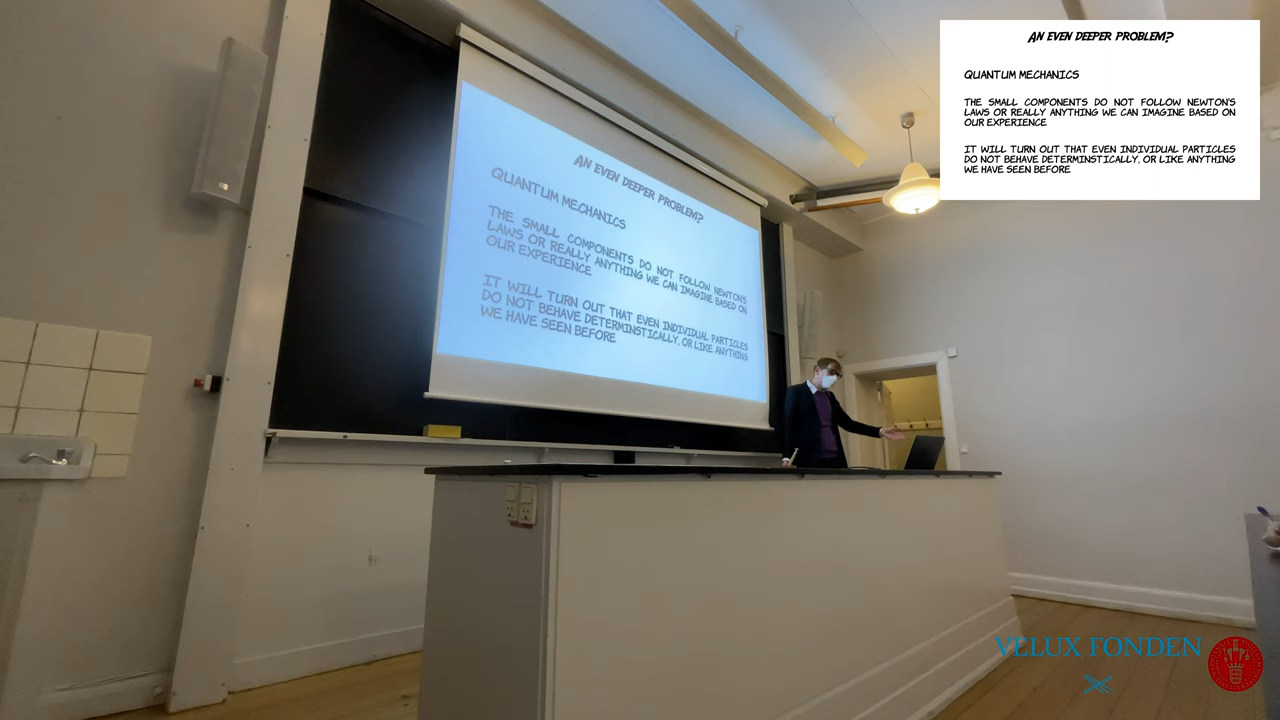 AN EVEN DEEPER PROBLEM?
QUANTUM MECHANICS
THE SMALL COMPONENTS DO NOT FOLLOW NEWTON'S
LAWS OR REALLY ANYTHING WE CAN IMAGINE BASED ON
OUR EXPERIENCE
IT WILL TURN OUT THAT EVEN INDIVIDUAL PARTICLES
DO NOT BEHAVE DETERMINSTICALLY. OR LIKE ANYTHING
WE HAVE SEEN BEFORE
AN EVEN DEEPER PROBLEM?
QUANTUM MECHANICS
THE SMALL COMPONENTS DO NOT FOLLOW NEWTON'S
LAWS OR REALLY ANYTHING WE CAN IMAGINE BASED ON
OUR EXPERIENCE
IT WILL TURN OUT THAT EVEN INDIVIDUAL PARTICLES
DO NOT BEHAVE DETERMINSTICALLY. OR LIKE ANYTHING
WE HAVE SEEN BEFORE
VELUX FONDEN